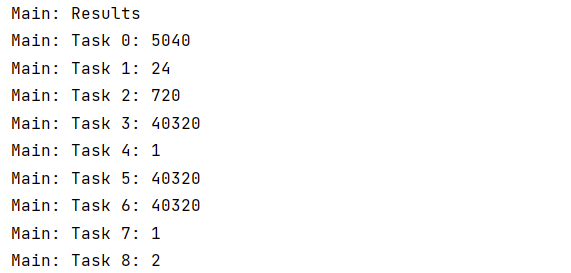 Main: Results
Main: Task 0: 5040
Main: Task 1: 24
Main: Task 2: 720
Main: Task 3: 40320
Main: Task 4: 1
Main: Task 5: 40320
Main: Task 6: 40320
Main: Task 7: 1
Main: Task 8: 2